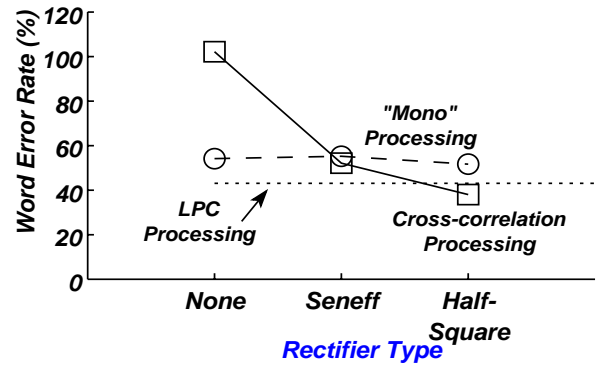 120
100
80
60
40
20
0
Word Error Rate (%)
"Mono"
Processing
LPC
Processing
Cross-correlation
Processing
None Seneff Half-
Square
Rectifier Type